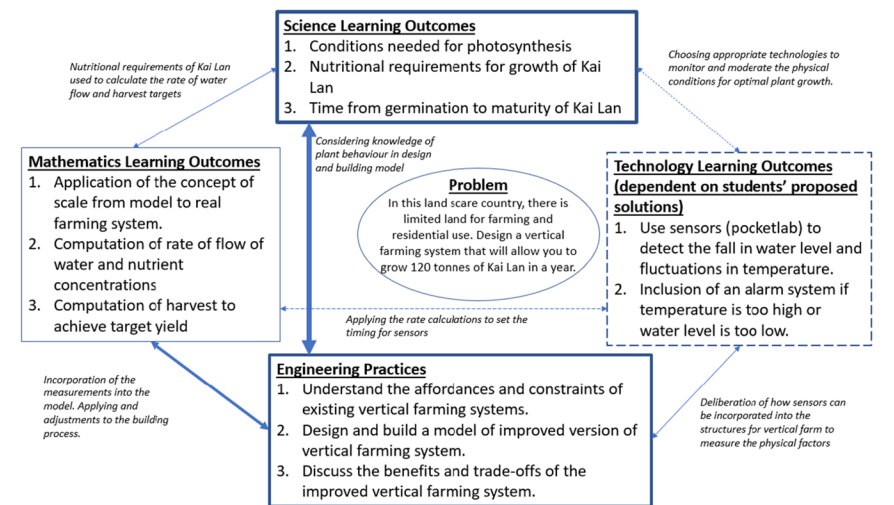 Science Learning Outcomes
1. Conditions needed for photosynthesis
2. Nutritional requirements for growth of Kai
Lan
3. Time from germination to maturity of Kai Lan
Nutritional requirements of Kai Lan
used to calculate the rate of water
flow and harvest targets
Choosing appropriate technologies to
monitor and moderate the physical
conditions for optimal plant growth.
Considering knowledge of
plant behaviour in design
and building model
Mathematics Learning Outcomes
1. Application of the concept of
scale from model to real
farming system.
2. Computation of rate of flow of
water and nutrient
concentrations
3. Computation of harvest to
achieve target yield
Problem
In this land scare country, there is
limited land for farming and
residential use. Design a vertical
farming system that will allow you to
grow 120 tonnes of Kai Lan in a year.
Technology Learning Outcomes
(dependent on students' proposed
solutions)
1. Use sensors (pocketlab) to
detect the fall in water level and
fluctuations in temperature.
2. Inclusion of an alarm system if
temperature is too high or
water level is too low.
Applying the rate calculations to set the
timing for sensors
Incorporation of the
measurements into the
model. Applying and
adjustments to the building
process.
Engineering Practices
1. Understand the affordances and constraints of
existing vertical farming systems.
2. Design and build a model of improved version of
vertical farming system.
3. Discuss the benefits and trade-offs of the
improved vertical farming system.
Deliberation of how sensors can
be incorporated into the
structures for vertical farm to
measure the physical factors